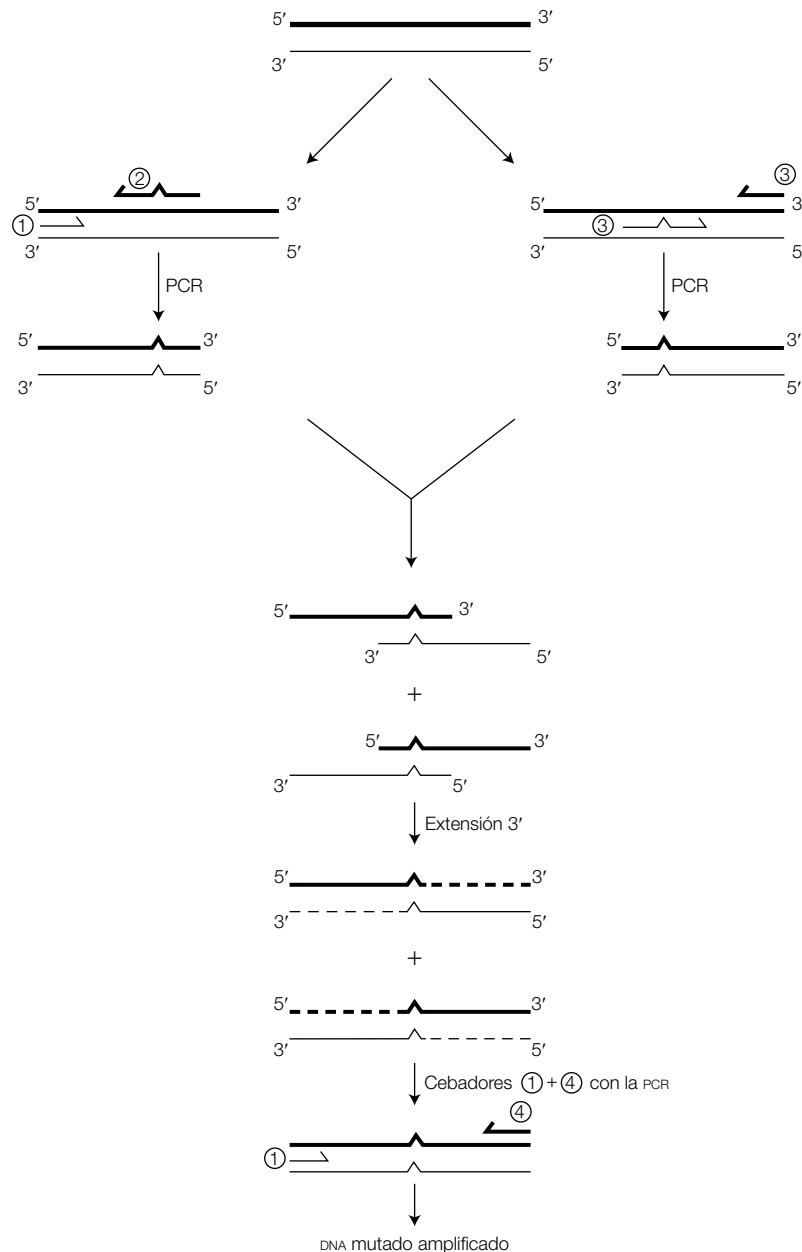 5′ 3′
3′ 5′
② ③
5′ 3′ 5′ 3
① ③
3′ 5′ 3′ 5
PCR PCR
5′ 3′ 5′ 3′
3′ 5′ 3′ 5′
5′ 3′
3′ 5′
+
5′ 3′
3′ 5′
Extensión 3′
5′ 3′
3′ 5′
+
5′ 3′
3′ 5′
Cebadores ① + ④ con la PCR
④
①
DNA mutado amplificado